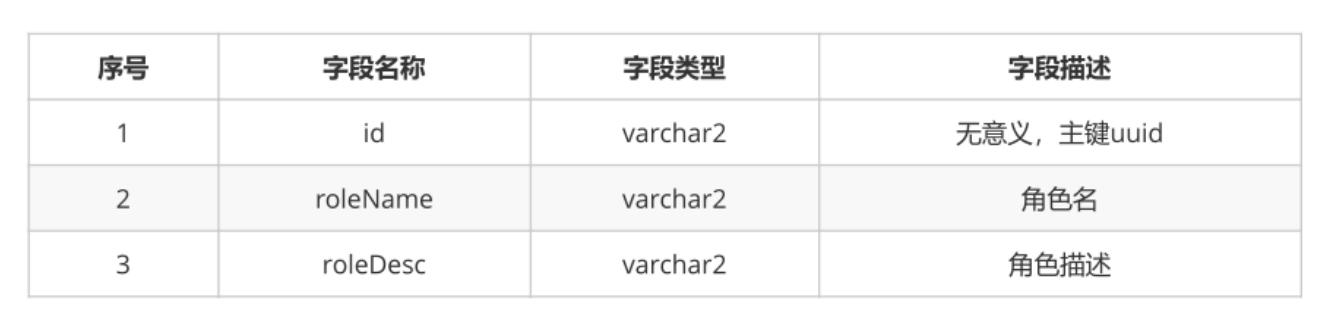 序号 字段名称 字段类型 字段描述
1 id varchar2 无意义，主键uuid
2 roleName varchar2 角色名
3 roleDesc varchar2 角色描述